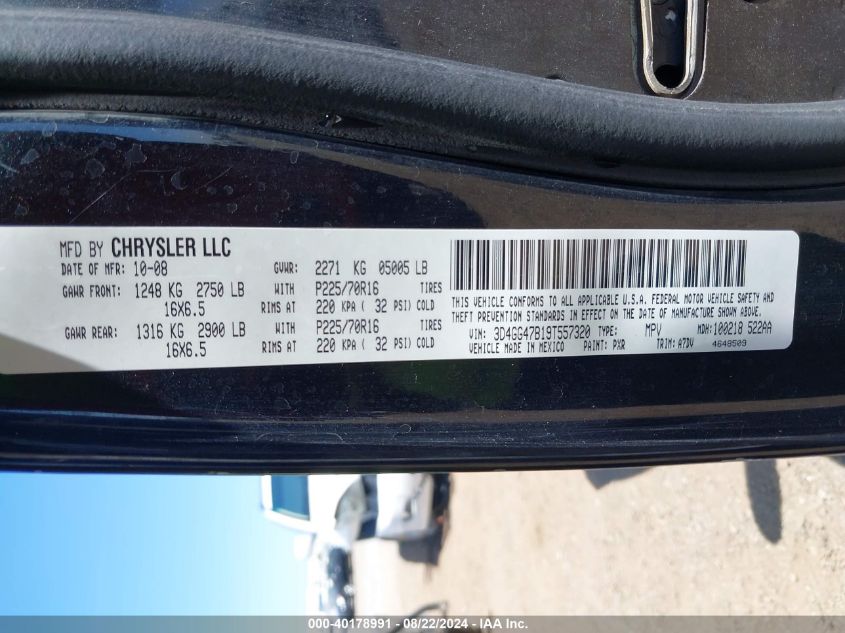 MFD BY CHRYSLER LLC
DATE OF MFR: 10-08 GVWR: 2271 KG 05005 LB
GAWR FRONT: 1248 KG 2750 LB WITH P225/70R16 TIRES
16X6.5 RIMS AT 220 KPA ( 32 PSI) COLD
GAWR REAR: 1316 KG 2900 LB WITH P225/70R16 TIRES
16X6.5 RIMS AT 220 KPA ( 32 PSI) COLD
THIS VEHICLE CONFORMS TO ALL APPLICABLE U.S.A. FEDERAL MOTOR VEHICLE SAFETY AND
THEFT PREVENTION STANDARDS IN EFFECT ON THE DATE OF MANUFACTURE SHOWN ABOVE.
VIN: 3D4GG47B19T557320 TYPE: MPV MDH: 100218 522AA
VEHICLE MADE IN MEXICO PAINT: PXR TRIM: A7DV 4648509
000-40178991 - 08/22/2024 - IAA Inc.